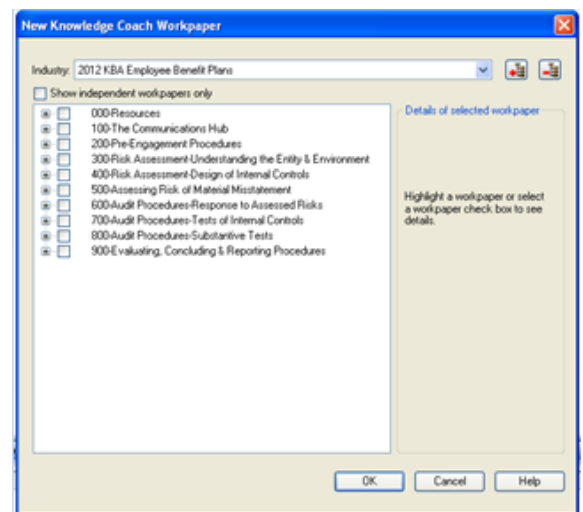 New Knowledge Coach Workpaper
Industry: 2012 KBA Employee Benefit Plans
Show independent workpapers only
000-Resources
100-The Communications Hub
200-Pre-Engagement Procedures
300-Risk Assessment-Understanding the Entity & Environment
400-Risk Assessment-Design of Internal Controls
500-Assessing Risk of Material Misstatement
600-Audit Procedures-Response to Assessed Risks
700-Audit Procedures-Tests of Internal Controls
800-Audit Procedures-Substantive Tests
900-Evaluating, Concluding & Reporting Procedures
Details of selected workpaper
Highlight a workpaper or select
a workpaper check box to see
details.
OK Cancel Help